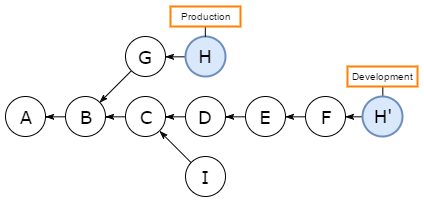 Production
G H
Development
A B C D E F H'
I